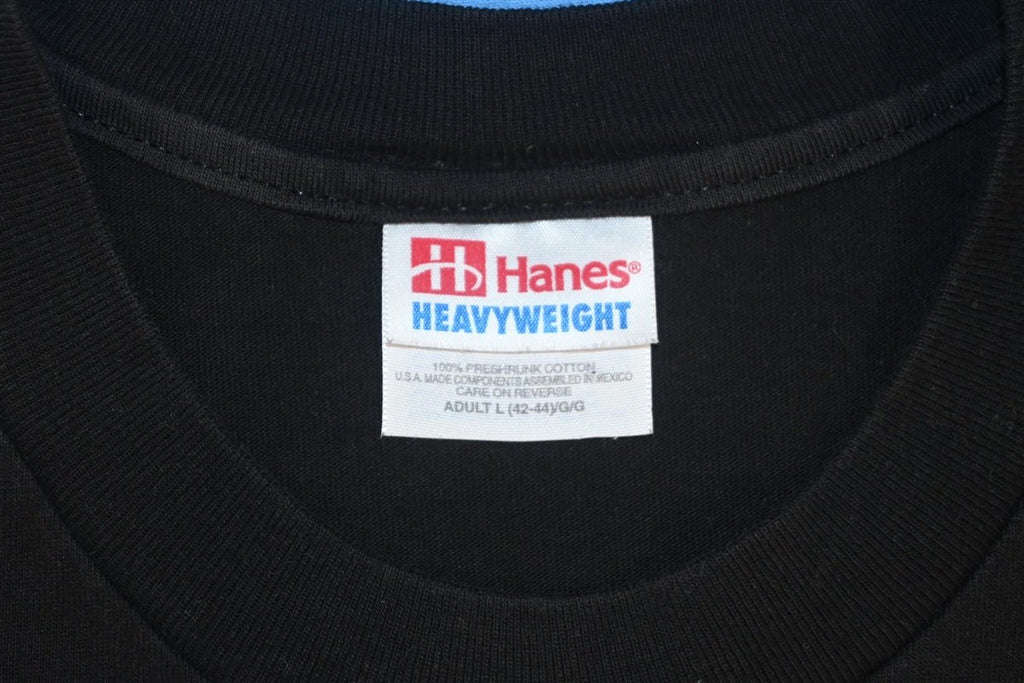 H Hanes®
HEAVYWEIGHT
100% PRESHRUNK COTTON
U.S.A. MADE COMPONENTS ASSEMBLED IN MEXICO
CARE ON REVERSE
ADULT L (42-44)/G/G